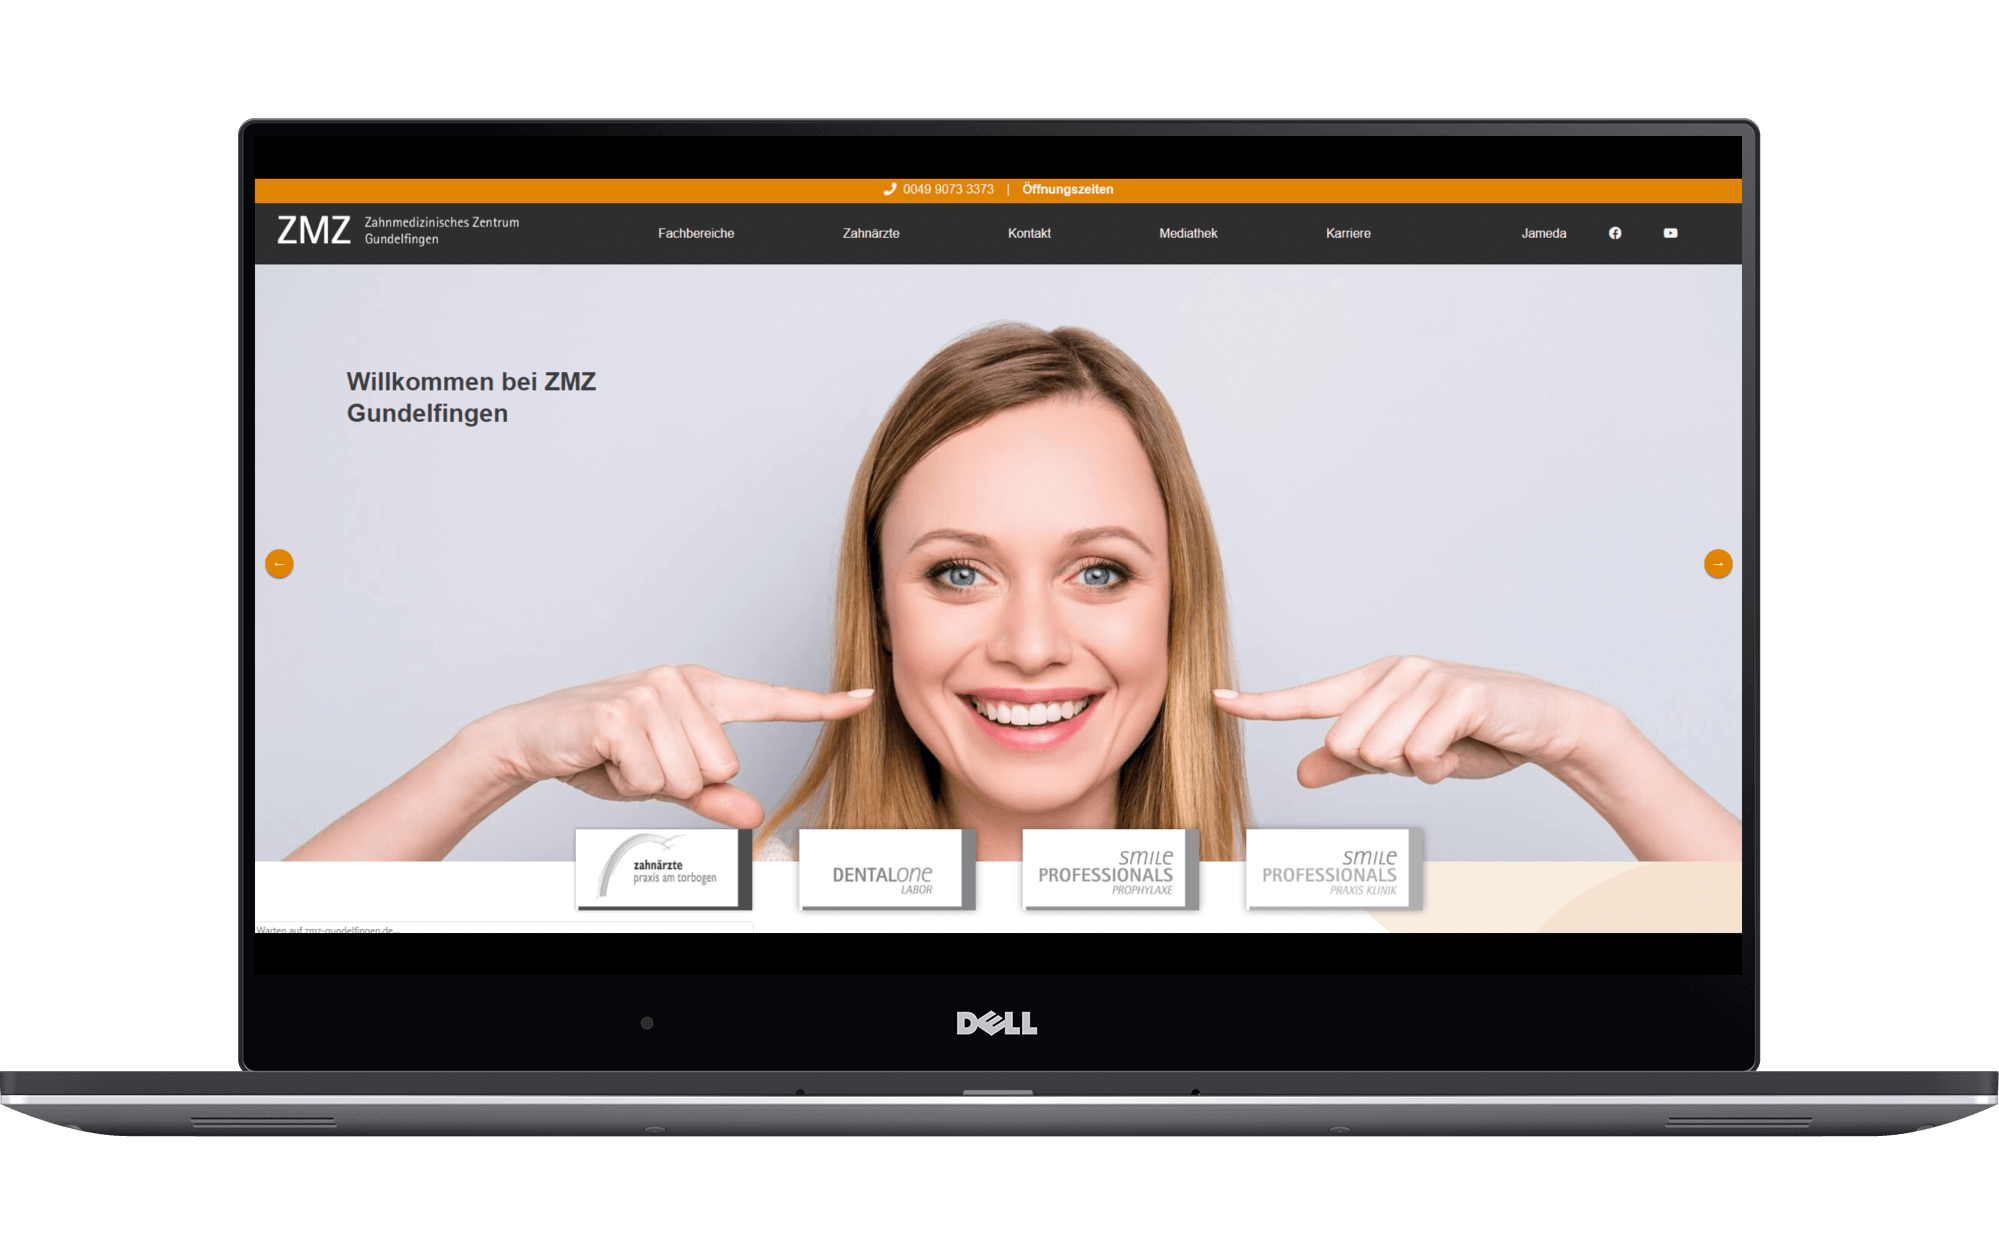 0049 9073 3373 | Öffnungszeiten
ZMZ Zahnmedizinisches Zentrum
Gundelfingen
Fachbereiche Zahnärzte Kontakt Mediathek Karriere Jameda
Willkommen bei ZMZ
Gundelfingen
← →
zahnärzte
praxis am torbogen
DENTALone
LABOR
smile
PROFESSIONALS
PROPHYLAXE
smile
PROFESSIONALS
PRAXIS KLINIK
Warten auf zmz-gundelfingen.de...
DELL